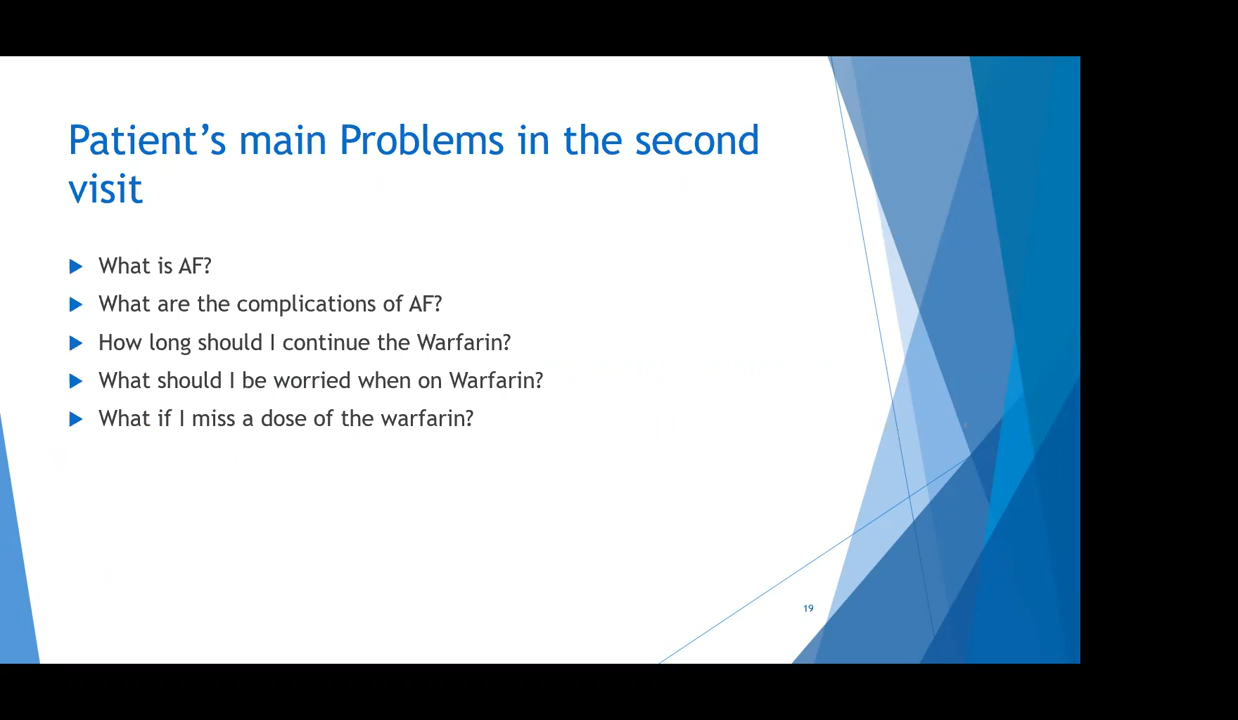 Patient's main Problems in the second
visit
What is AF?
What are the complications of AF?
How long should I continue the Warfarin?
What should I be worried when on Warfarin?
What if I miss a dose of the warfarin?
19